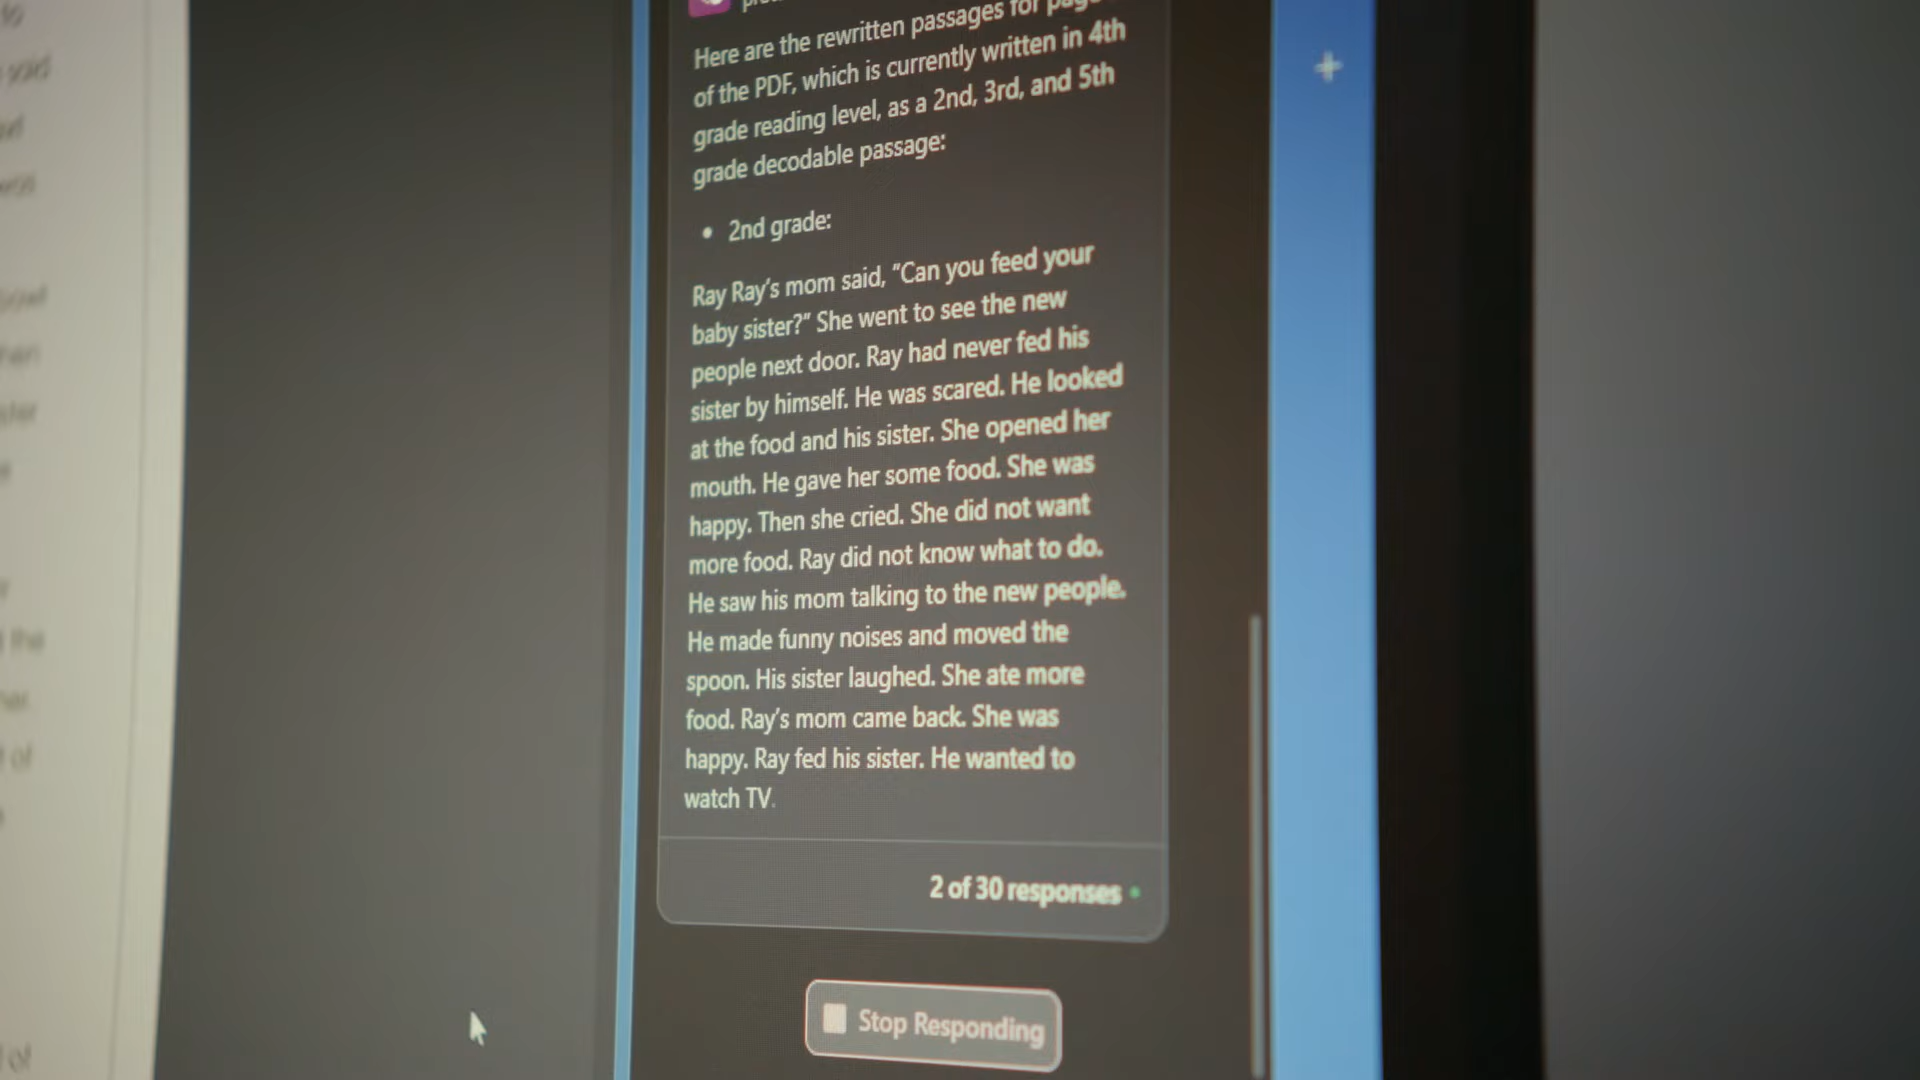 Here are the rewritten passages for
of the PDF, which is currently written in 4th
grade reading level, as a 2nd, 3rd, and 5th
grade decodable passage:
• 2nd grade:
Ray Ray's mom said, "Can you feed your
baby sister?" She went to see the new
people next door. Ray had never fed his
sister by himself. He was scared. He looked
at the food and his sister. She opened her
mouth. He gave her some food. She was
happy. Then she cried. She did not want
more food. Ray did not know what to do.
He saw his mom talking to the new people.
He made funny noises and moved the
spoon. His sister laughed. She ate more
food. Ray's mom came back. She was
happy. Ray fed his sister. He wanted to
watch TV.
2 of 30 responses
Stop Responding